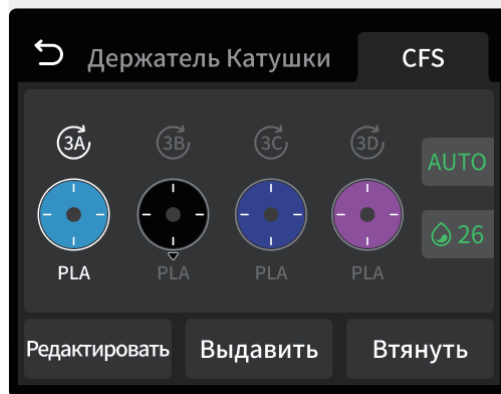 Держатель Катушки CFS
3A 3B 3C 3D
AUTO
26
PLA PLA PLA PLA
Редактировать Выдавить Втянуть